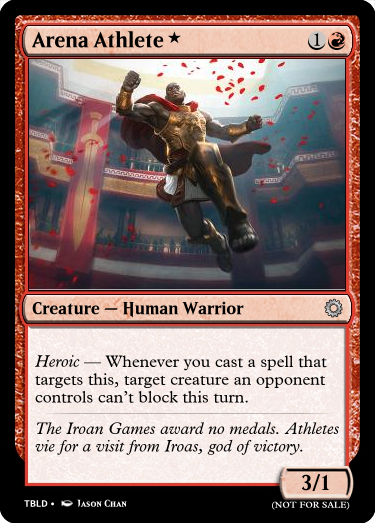 Arena Athlete ★ 1
Creature — Human Warrior
Heroic — Whenever you cast a spell that
targets this, target creature an opponent
controls can't block this turn.
The Iroan Games award no medals. Athletes
vie for a visit from Iroas, god of victory.
3/1
TBLD • JASON CHAN
(NOT FOR SALE)